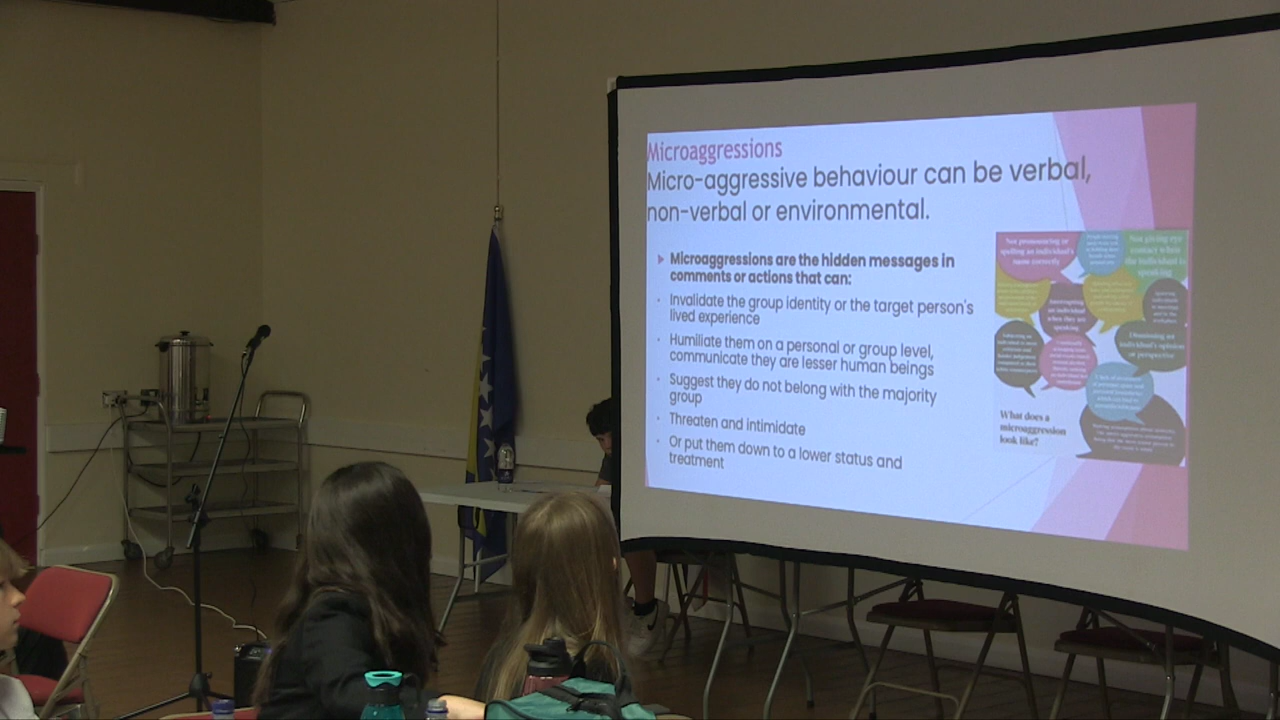 Microaggressions
Micro-aggressive behaviour can be verbal,
non-verbal or environmental.
Microaggressions are the hidden messages in
comments or actions that can:
Invalidate the group identity or the target person's
lived experience
Humiliate them on a personal or group level,
communicate they are lesser human beings
Suggest they do not belong with the majority
group
Threaten and intimidate
Or put them down to a lower status and
treatment
Not pronouncing or
spelling an individual's
name correctly
Not giving eye
contact when
the individual is
speaking
Interrupting
an individual
when they are
speaking
Dismissing an
individual's opinion
or perspective
What does a
microaggression
look like?